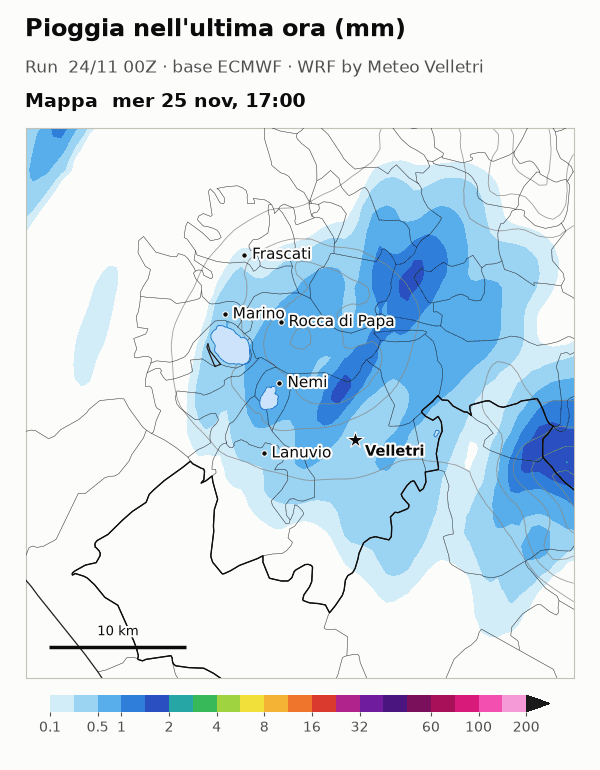 Pioggia nell'ultima ora (mm)
Run  24/11 00Z · base ECMWF · WRF by Meteo Velletri
Mappa  mer 25 nov, 17:00
Frascati
Marino
Rocca di Papa
Nemi
Velletri
Lanuvio
10 km
0.1 0.5 1 2 4 8 16 32 60 100 200